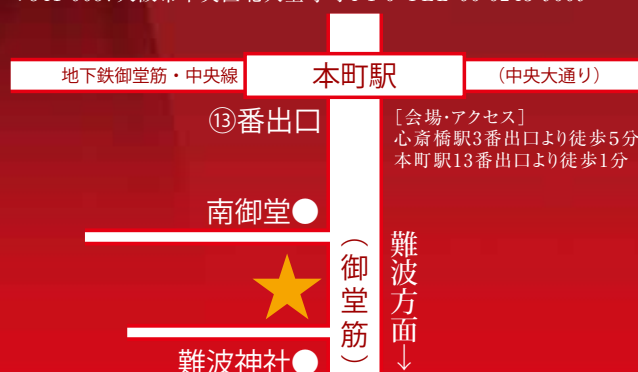 地下鉄御堂筋・中央線
本町駅
（中央大通り）
⑬番出口
［会場・アクセス］
心斎橋駅3番出口より徒歩5分
本町駅13番出口より徒歩1分
南御堂●
（御堂筋）
難波方面→
難波神社●